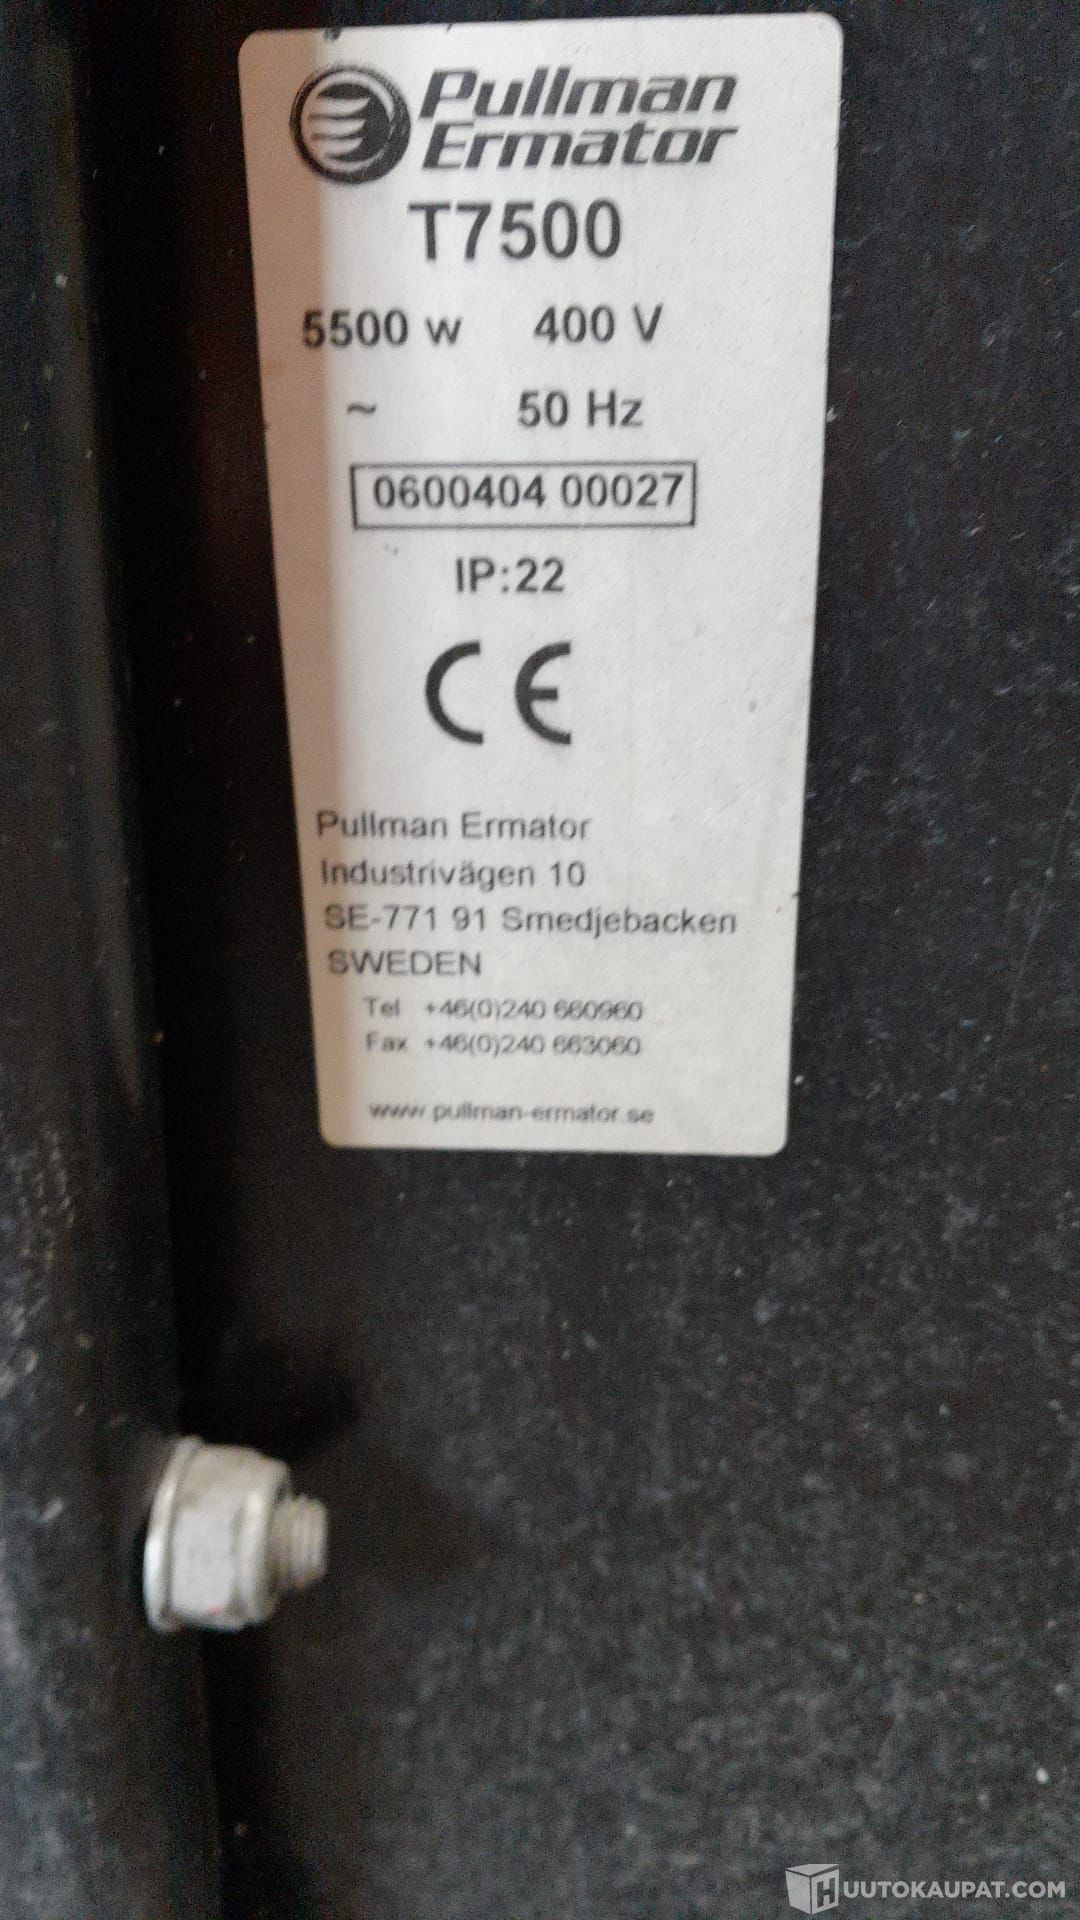 Pullman
Ermator
T7500
5500 w 400 V
~ 50 Hz
0600404 00027
IP:22
CE
Pullman Ermator
Industrivägen 10
SE-771 91 Smedjebacken
SWEDEN
Tel +46(0)240 660960
Fax +46(0)240 663060
www.pullman-ermator.se
HUUTOKAUPAT.COM